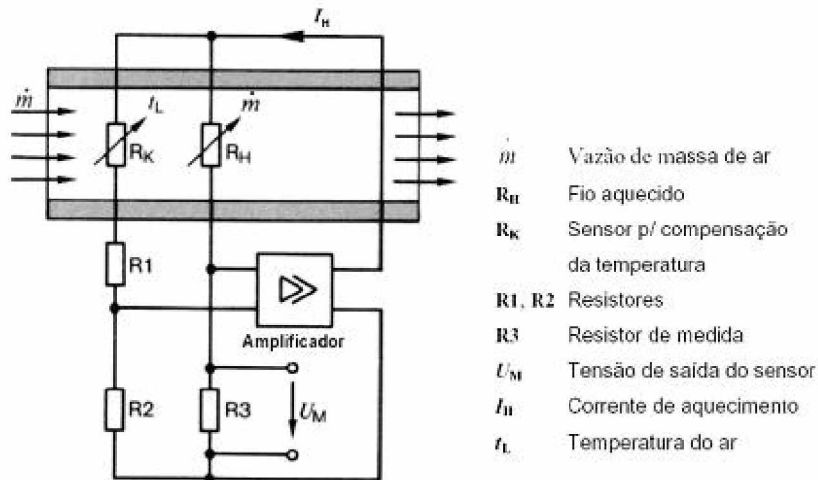 I_H
ṁ
t_L
ṁ
R_K
R_H
R1
Amplificador
R2
R3
U_M
ṁ Vazão de massa de ar
R_H Fio aquecido
R_K Sensor p/ compensação
da temperatura
R1, R2 Resistores
R3 Resistor de medida
U_M Tensão de saída do sensor
I_H Corrente de aquecimento
t_L Temperatura do ar